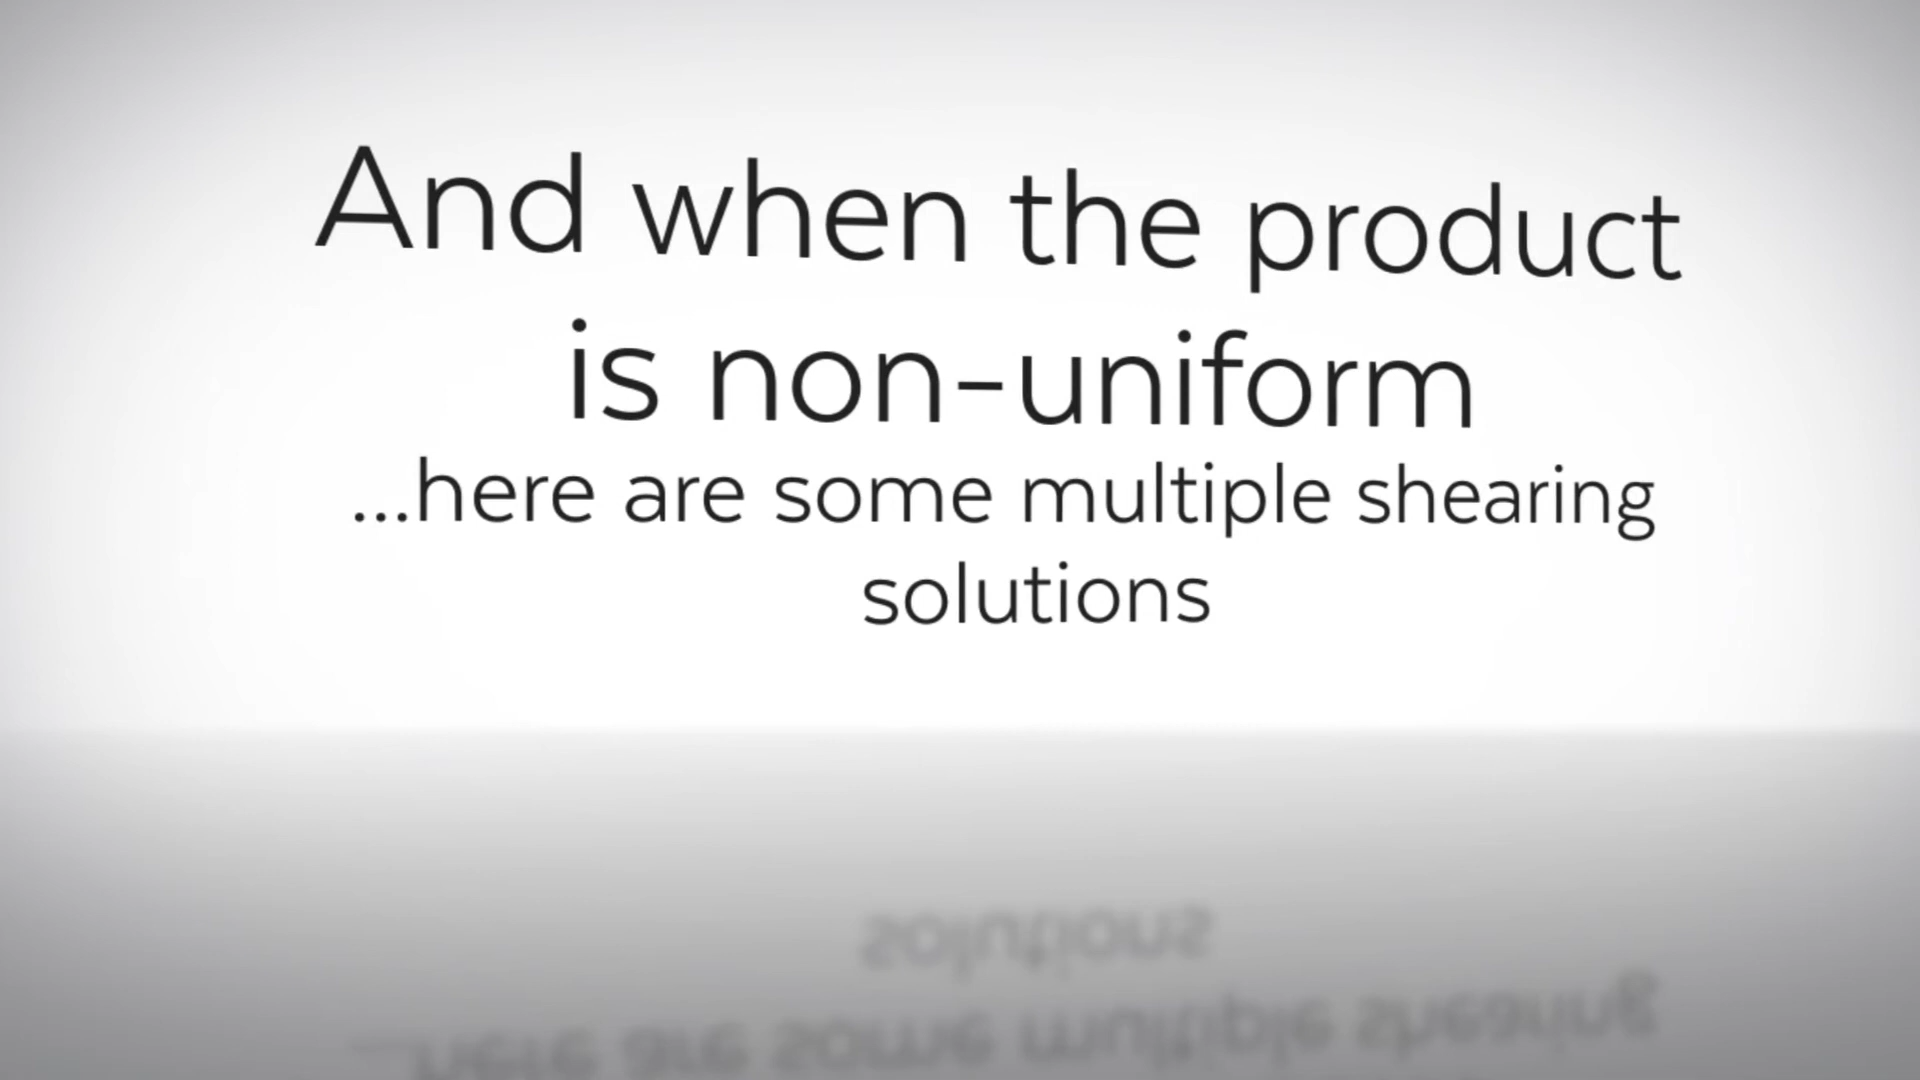 And when the product
is non-uniform
...here are some multiple shearing
solutions